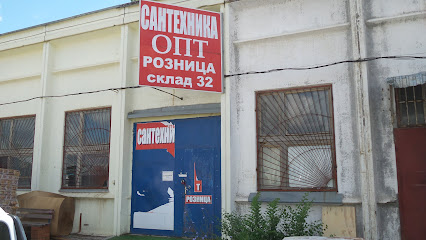 САНТЕХНИКА
ОПТ
РОЗНИЦА
склад 32
сантехни
РОЗНИЦА